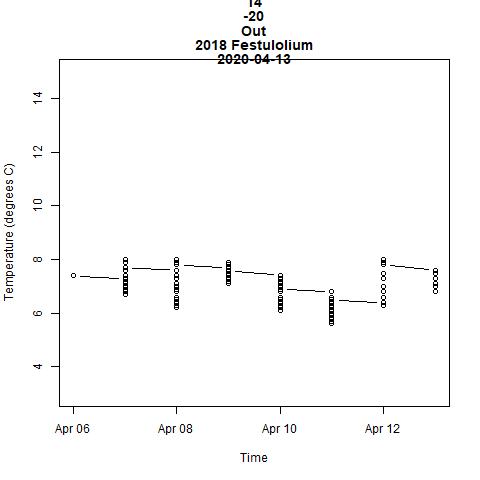 14
-20
Out
2018 Festulolium
2020-04-13
14
12
10
8
6
4
Temperature (degrees C)
Apr 06
Apr 08
Apr 10
Apr 12
Time